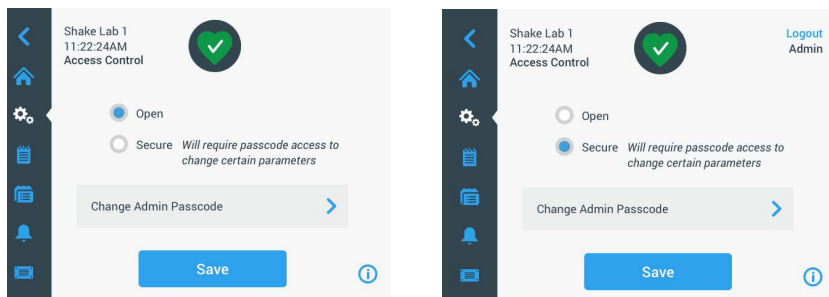 Shake Lab 1
11:22:24AM
Access Control
Open
Secure Will require passcode access to
change certain parameters
Change Admin Passcode
Save
Shake Lab 1
11:22:24AM
Access Control
Logout
Admin
Open
Secure Will require passcode access to
change certain parameters
Change Admin Passcode
Save